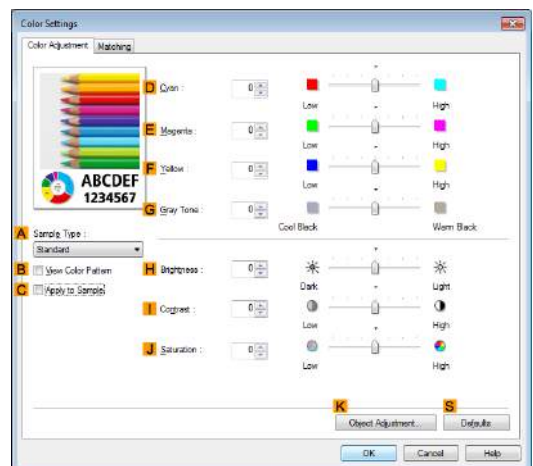 Color Settings
Color Adjustment Matching
D Cyan : 0 Low High
E Magenta : 0 Low High
F Yellow : 0 Low High
ABCDEF
1234567
G Gray Tone : 0 Cool Black Warm Black
A Sample Type :
Standard
B View Color Pattern
C Apply to Sample
H Brightness : 0 Dark Light
I Contrast : 0 Low High
J Saturation : 0 Low High
K S
Object Adjustment... Defaults
OK Cancel Help